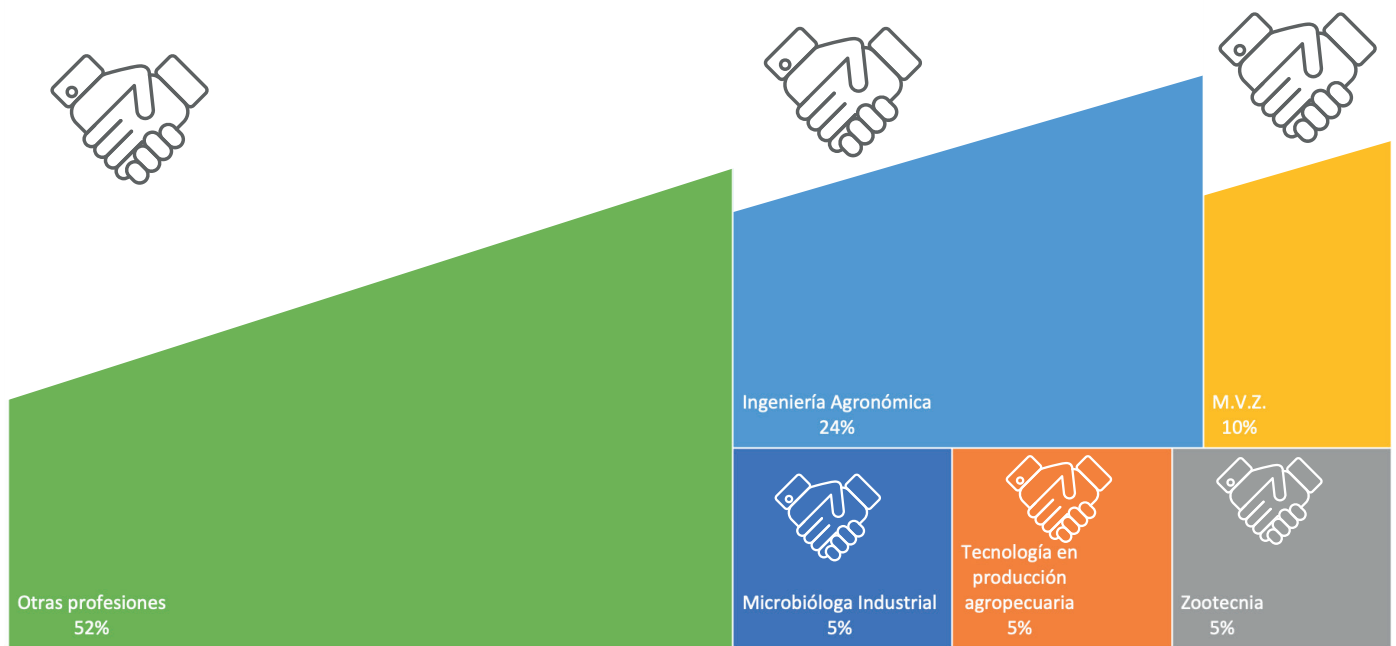 Otras profesiones
52%
Ingeniería Agronómica
24%
M.V.Z.
10%
Microbióloga Industrial
5%
Tecnología en
producción
agropecuaria
5%
Zootecnia
5%